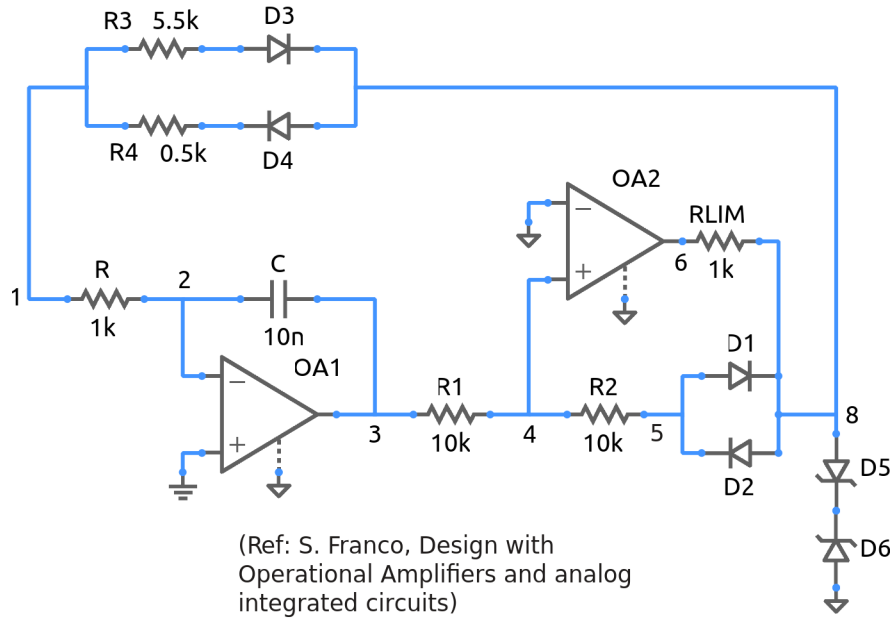 R3 5.5k D3
R4 0.5k D4
OA2
−
+
RLIM
6 1k
1 R 2 C
1k 10n
OA1
−
+
3 R1 4 R2 5
10k 10k
D1
D2
8
D5
D6
(Ref: S. Franco, Design with
Operational Amplifiers and analog
integrated circuits)